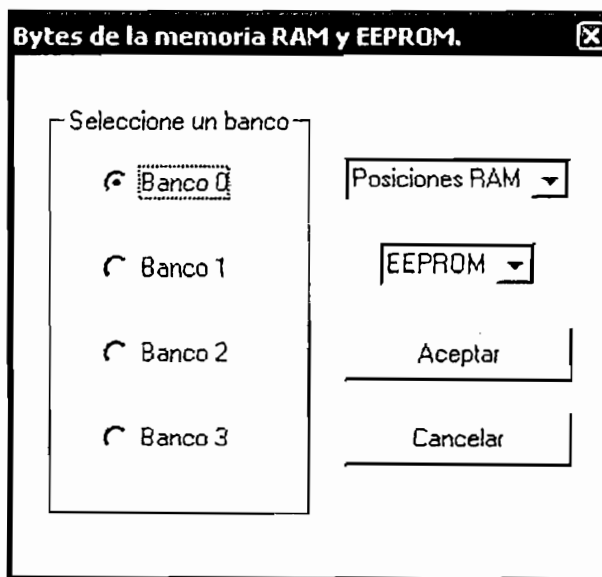 Bytes de la memoria RAM y EEPROM.
Seleccione un banco
Banco 0
Posiciones RAM
Banco 1
EEPROM
Banco 2
Aceptar
Banco 3
Cancelar